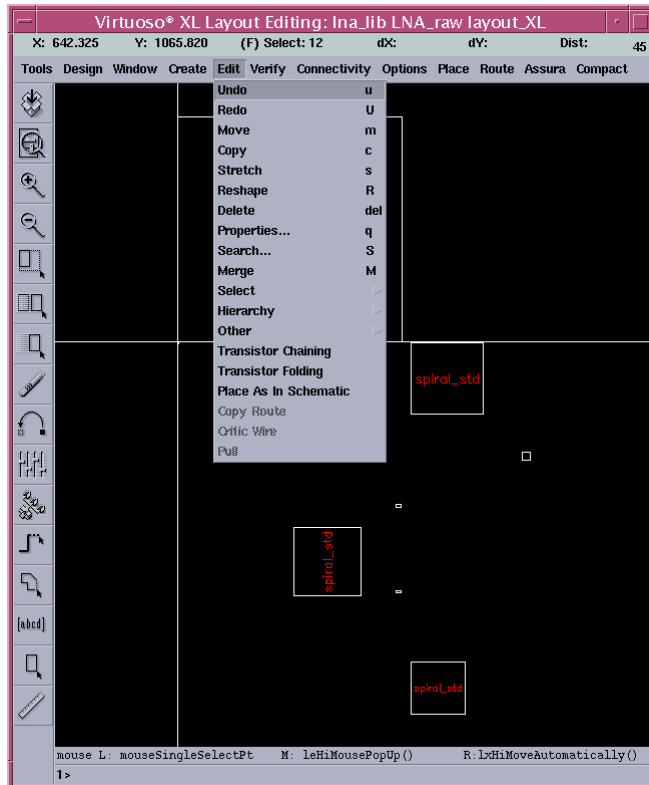 Virtuoso® XL Layout Editing: lna_lib LNA_raw layout_XL
X: 642.325 Y: 1065.820 (F) Select: 12 dX: dY: Dist: 45
Tools Design Window Create Edit Verify Connectivity Options Place Route Assura Compact
Undo u
Redo U
Move m
Copy c
Stretch s
Reshape R
Delete del
Properties... q
Search... S
Merge M
Select
Hierarchy
Other
Transistor Chaining
Transistor Folding
Place As In Schematic
Copy Route
Critic Wire
Pull
spiral_std
spiral_std
spiral_std
[abcd]
mouse L: mouseSingleSelectPt M: leHiMousePopUp() R:lxHiMoveAutomatically()
1>